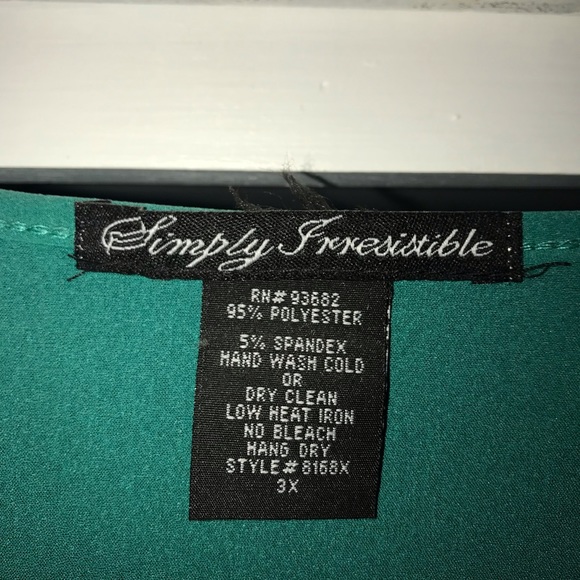 Simply Irresistible
RN# 93682
95% POLYESTER
5% SPANDEX
HAND WASH COLD
OR
DRY CLEAN
LOW HEAT IRON
NO BLEACH
HANG DRY
STYLE# 8168X
3X